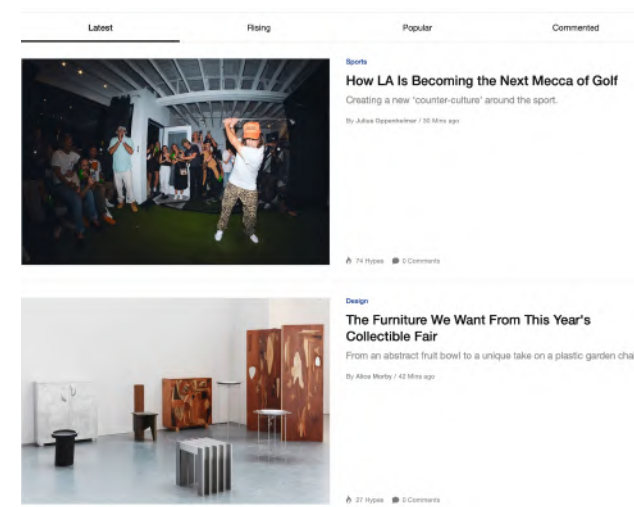 Latest
Rising
Popular
Commented
Sports
How LA Is Becoming the Next Mecca of Golf
Creating a new 'counter-culture' around the sport.
By Julius Oppenheimer / 30 Mins ago
74 Hypes 0 Comments
Design
The Furniture We Want From This Year's
Collectible Fair
From an abstract fruit bowl to a unique take on a plastic garden cha
By Alice Morby / 42 Mins ago
27 Hypes 0 Comments